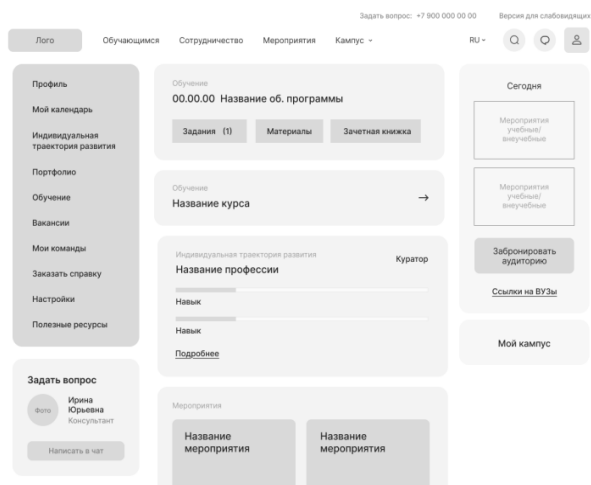 Задать вопрос: +7 900 000 00 00 Версия для слабовидящих
Лого Обучающимся Сотрудничество Мероприятия Кампус RU
Профиль
Мой календарь
Индивидуальная
траектория развития
Портфолио
Обучение
Вакансии
Мои команды
Заказать справку
Настройки
Полезные ресурсы
Задать вопрос
Фото
Ирина
Юрьевна
Консультант
Написать в чат
Обучение
00.00.00 Название об. программы
Задания (1) Материалы Зачетная книжка
Обучение
Название курса
Индивидуальная траектория развития
Название профессии
Куратор
Навык
Навык
Подробнее
Мероприятия
Название
мероприятия
Название
мероприятия
Сегодня
Мероприятия
учебные/
внеучебные
Мероприятия
учебные/
внеучебные
Забронировать
аудиторию
Ссылки на ВУЗы
Мой кампус